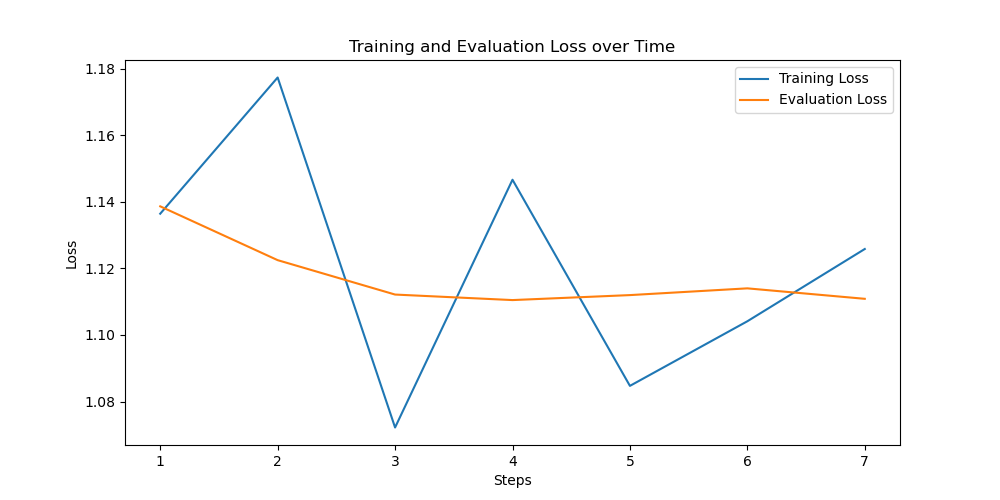 Training and Evaluation Loss over Time
Training Loss
Evaluation Loss
1.18
1.16
1.14
1.12
1.10
1.08
Loss
1 2 3 4 5 6 7
Steps